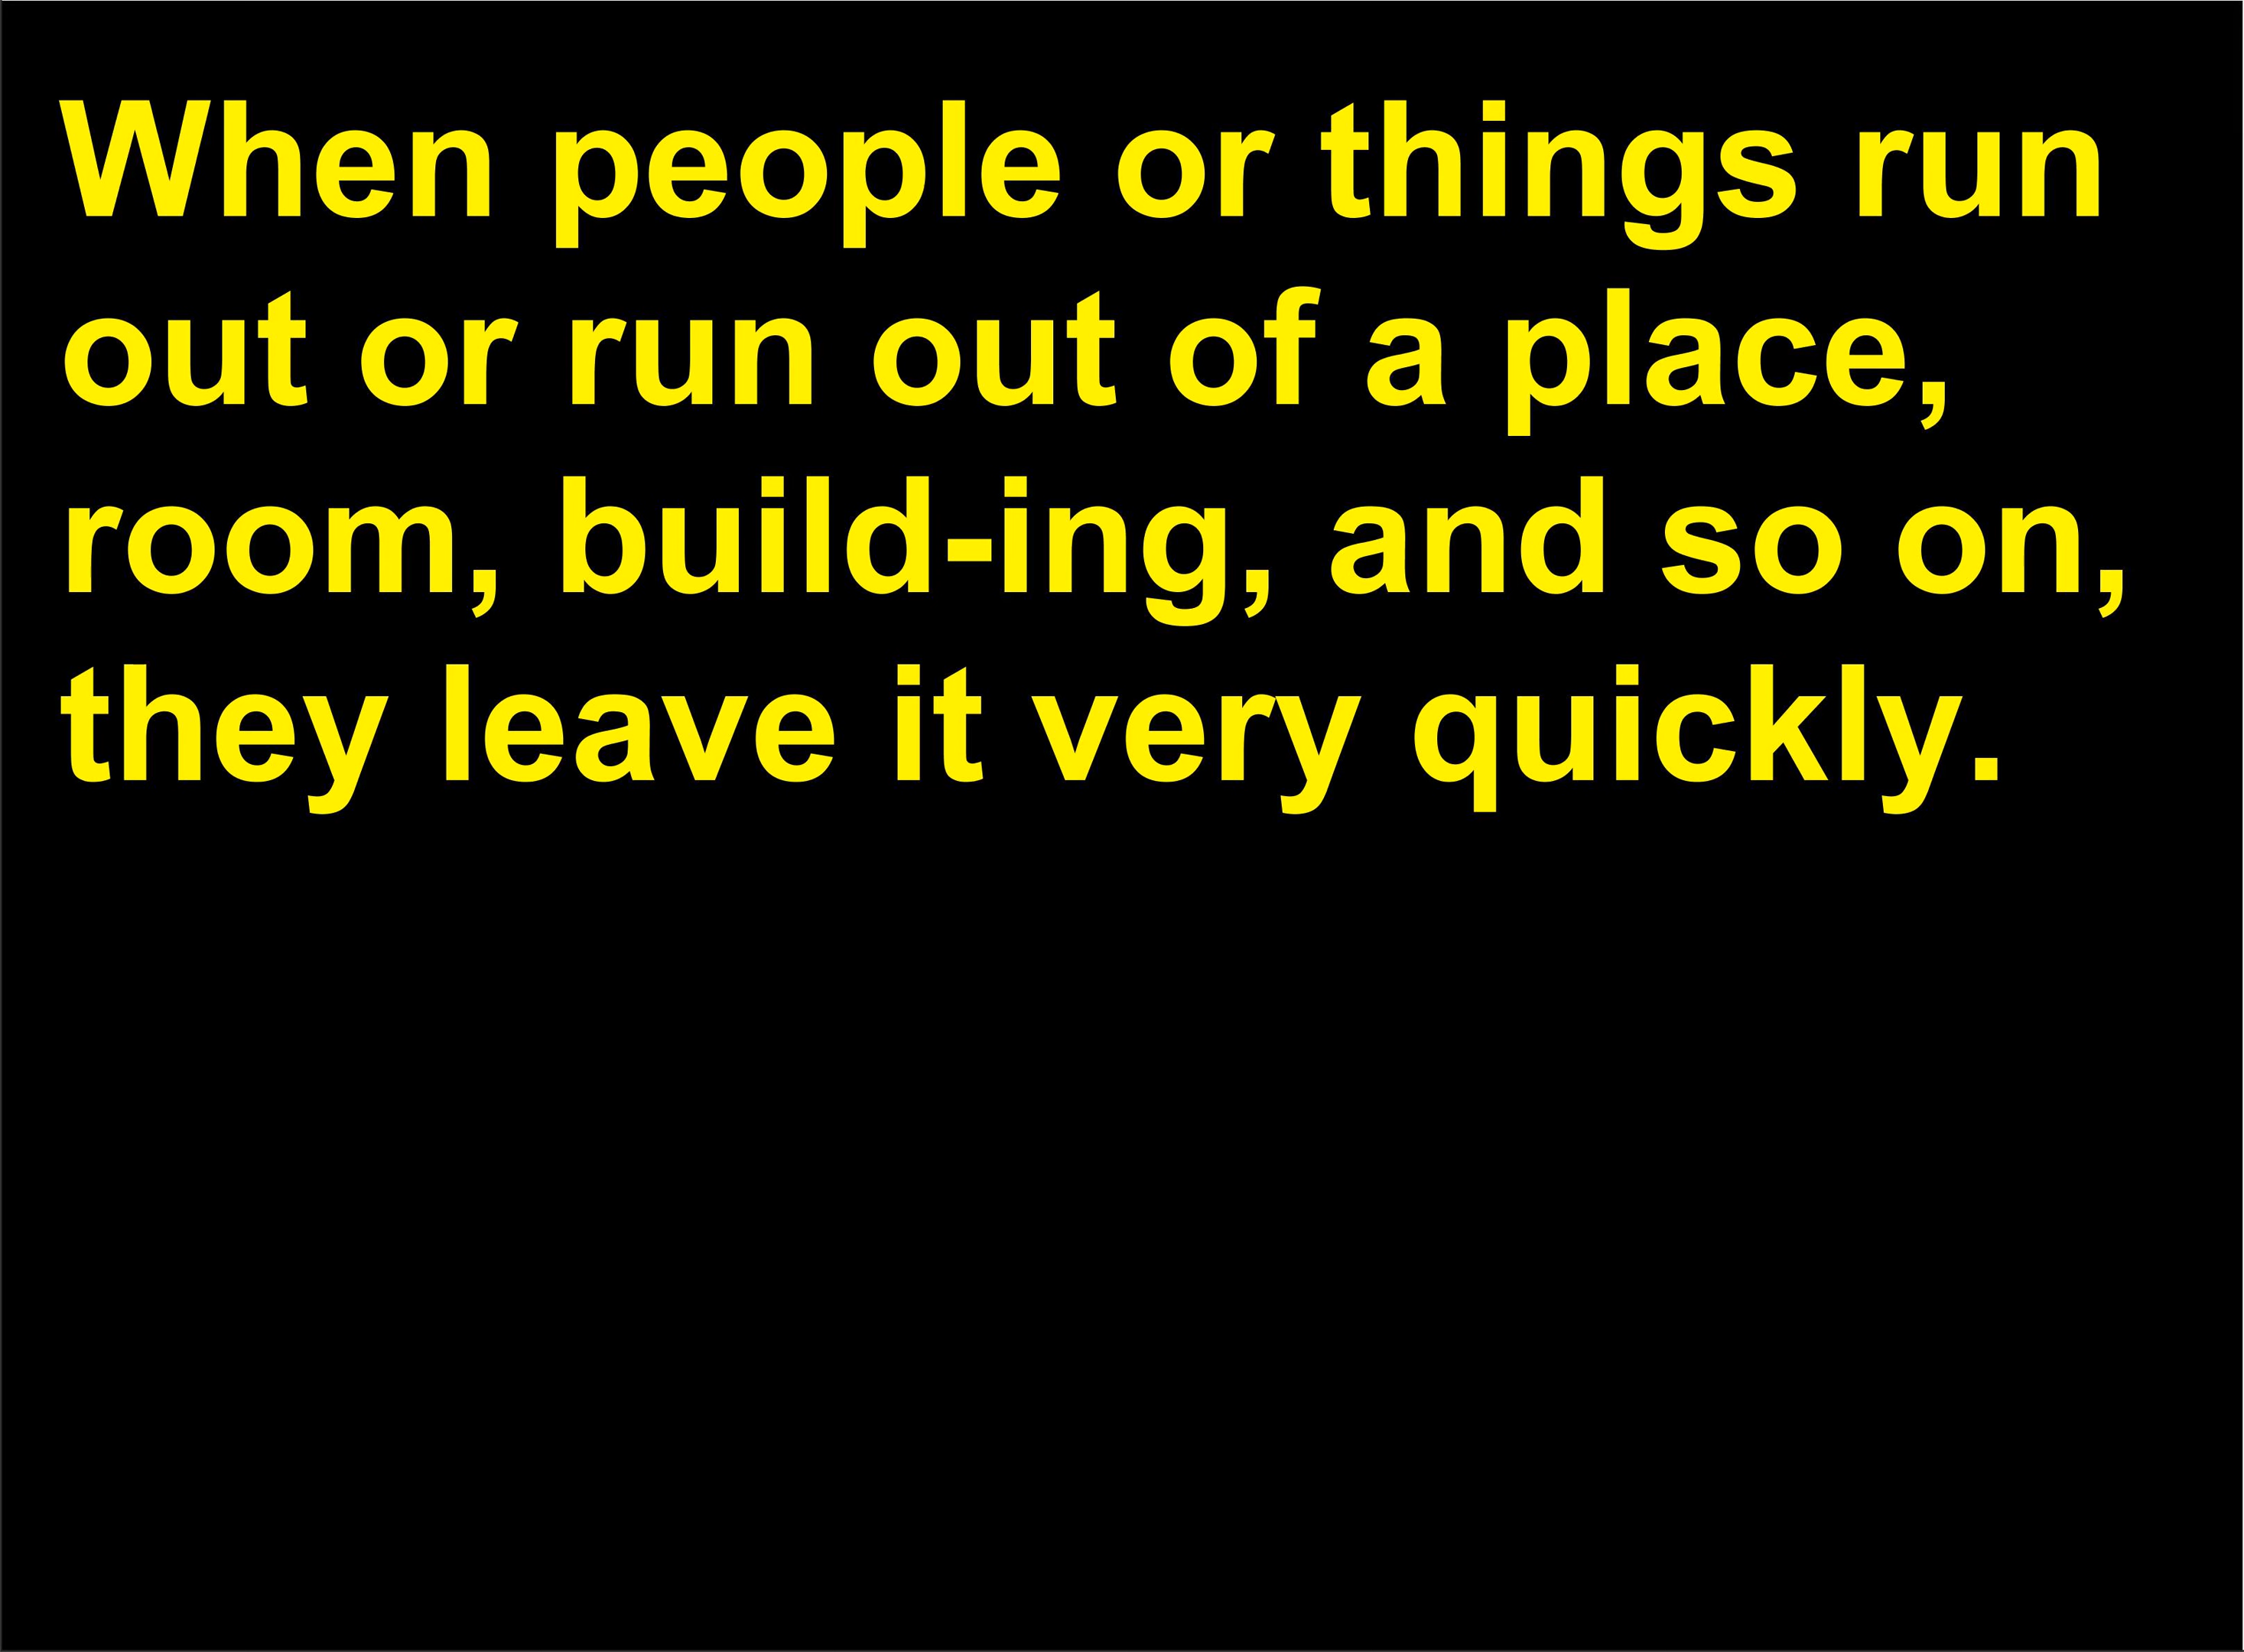 When people or things run
out or run out of a place,
room, build-ing, and so on,
they leave it very quickly.